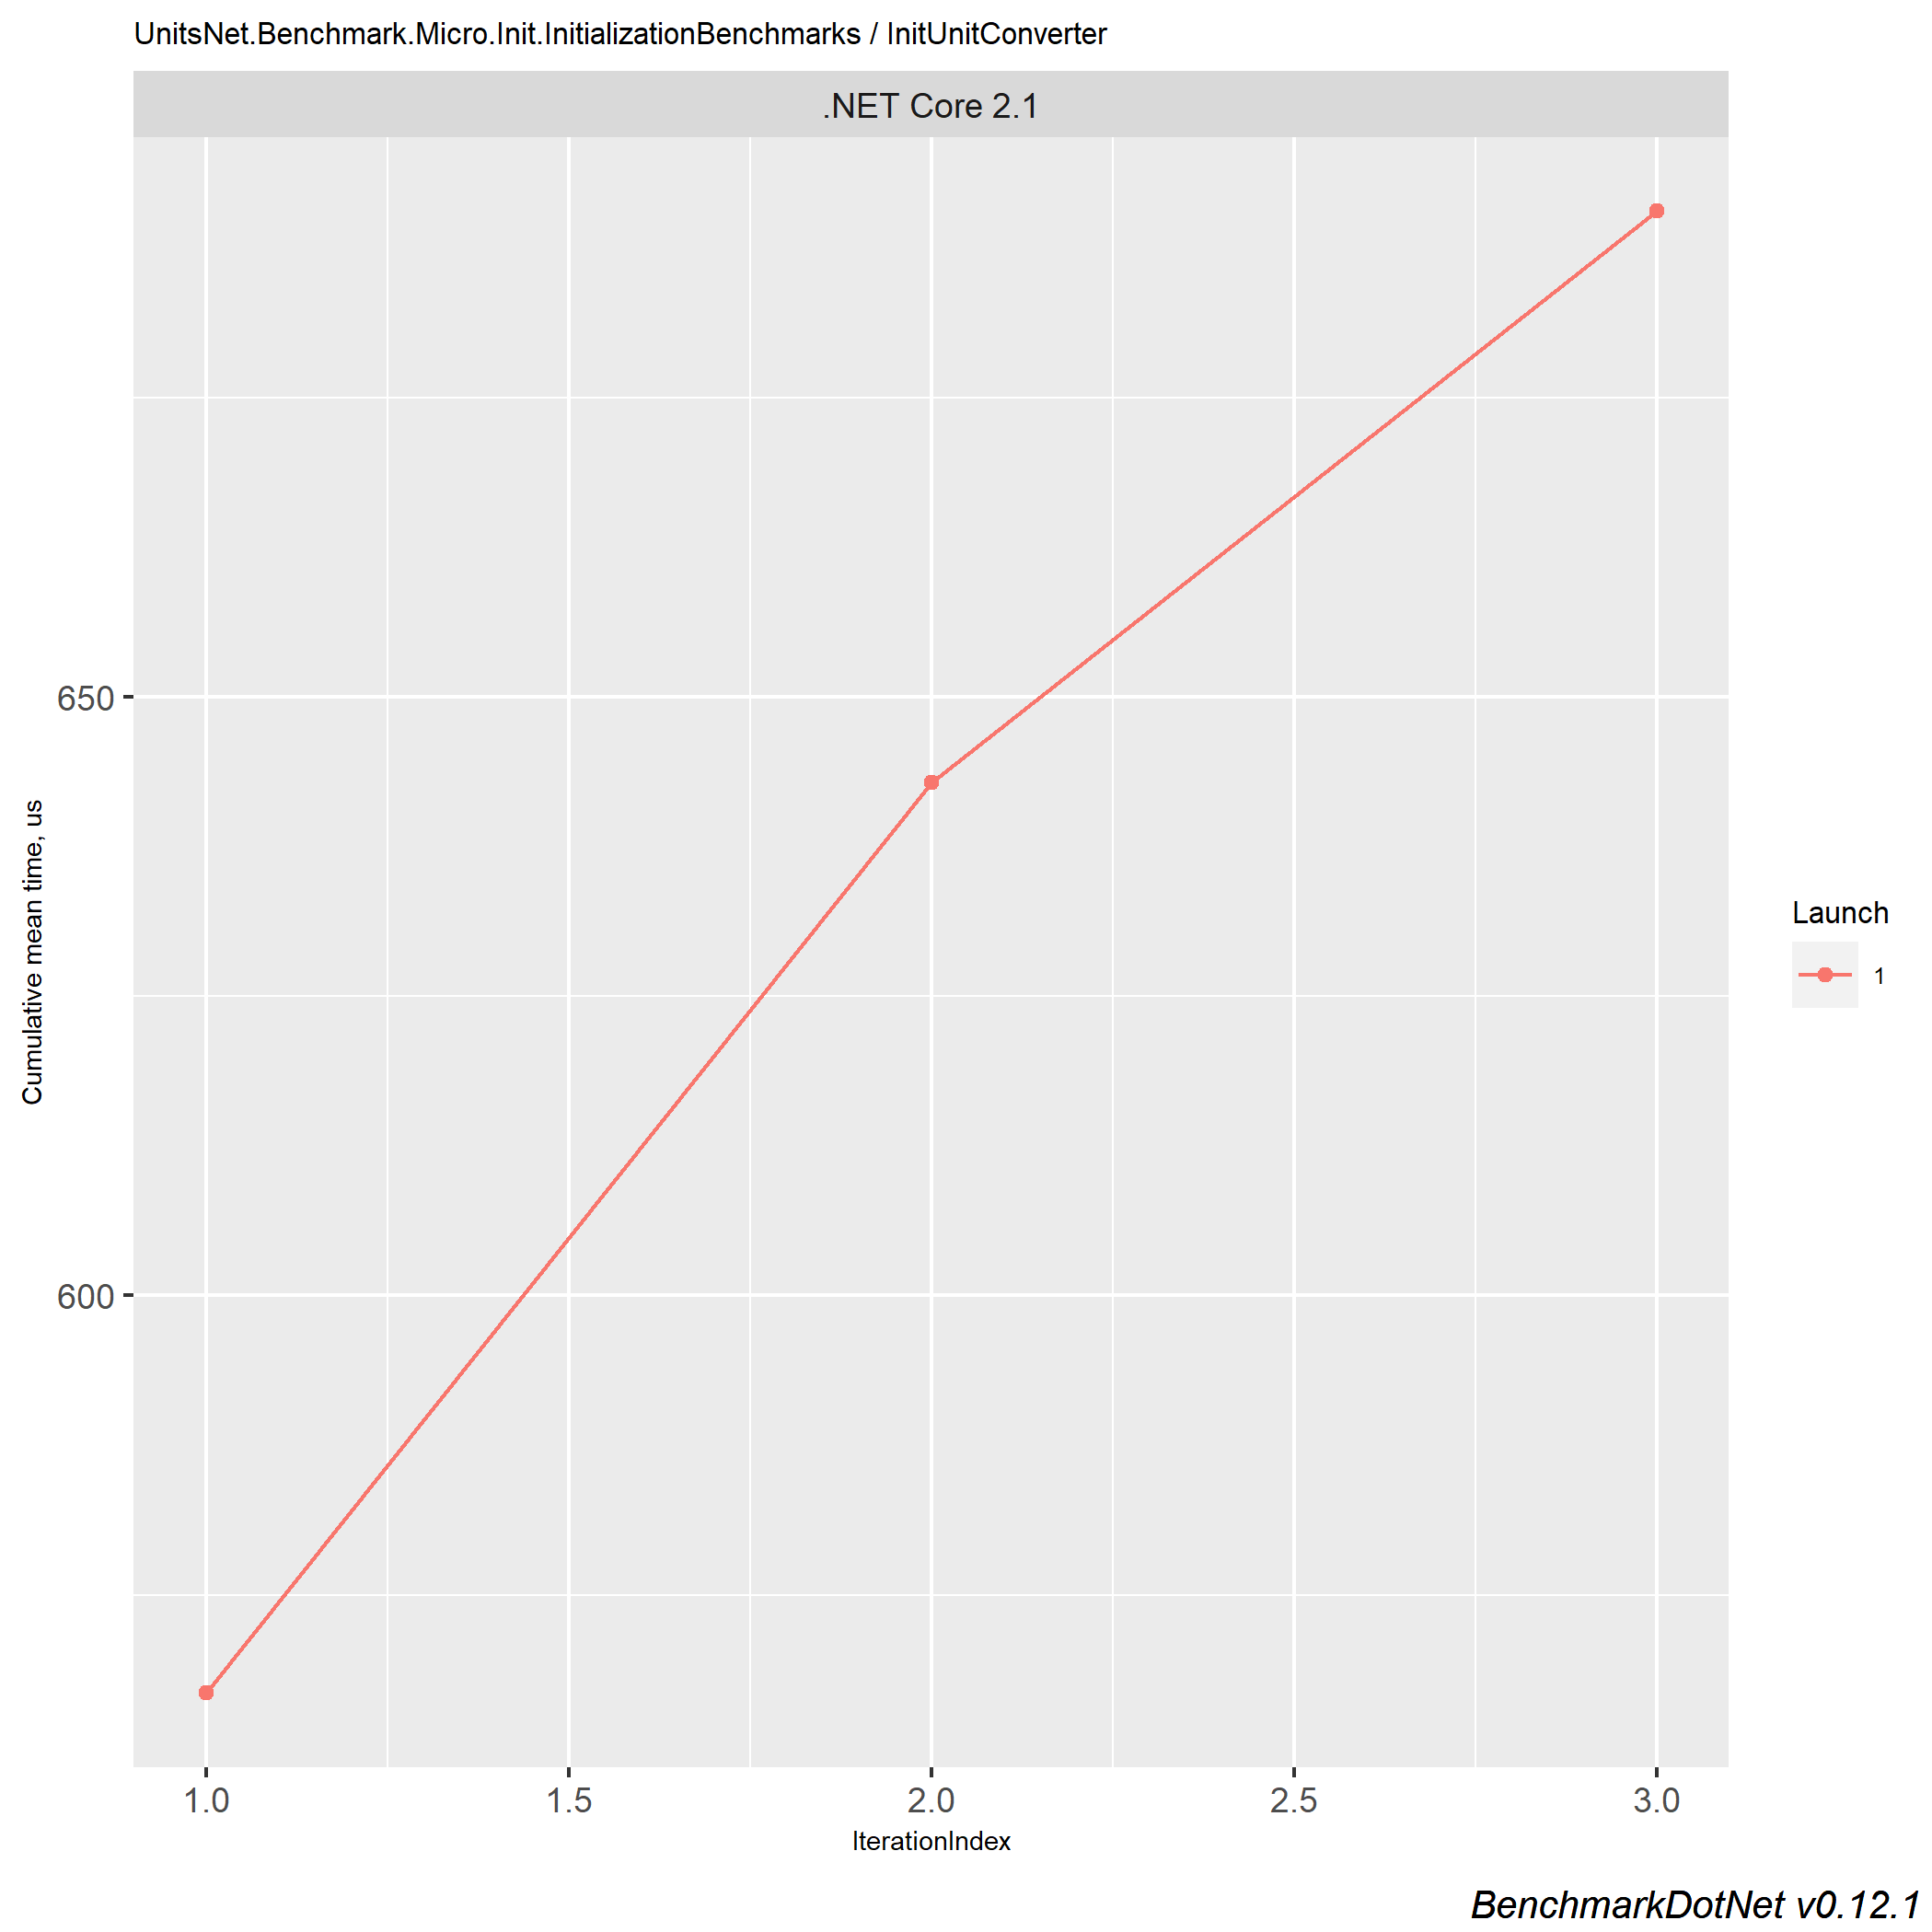 UnitsNet.Benchmark.Micro.Init.InitializationBenchmarks / InitUnitConverter
.NET Core 2.1
650
600
Cumulative mean time, us
1.0
1.5
2.0
2.5
3.0
IterationIndex
Launch
1
BenchmarkDotNet v0.12.1